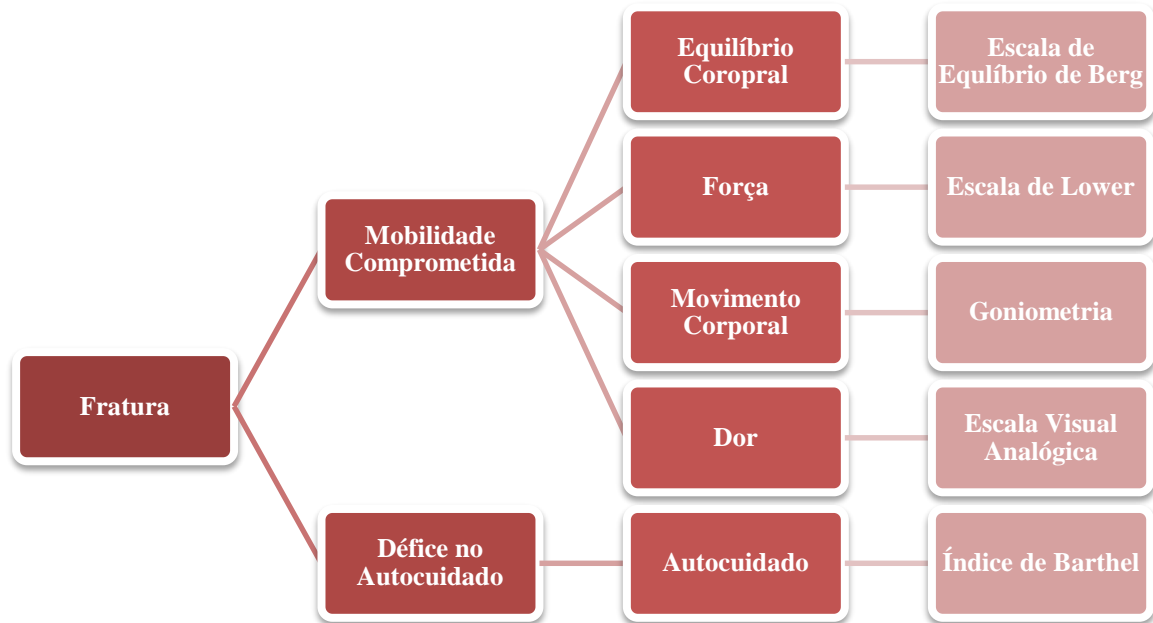 Equilíbrio
Coropral
Escala de
Equlíbrio de Berg
Força
Escala de Lower
Mobilidade
Comprometida
Movimento
Corporal
Goniometria
Fratura
Dor
Escala Visual
Analógica
Défice no
Autocuidado
Autocuidado
Índice de Barthel